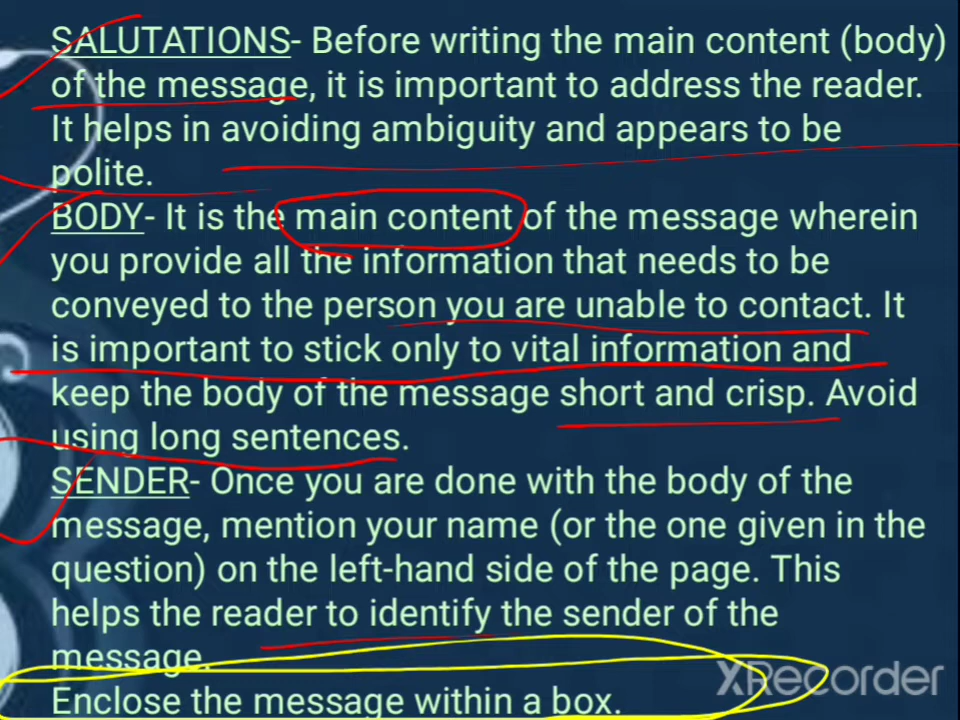 SALUTATIONS- Before writing the main content (body)
of the message, it is important to address the reader.
It helps in avoiding ambiguity and appears to be
polite.
BODY- It is the main content of the message wherein
you provide all the information that needs to be
conveyed to the person you are unable to contact. It
is important to stick only to vital information and
keep the body of the message short and crisp. Avoid
using long sentences.
SENDER- Once you are done with the body of the
message, mention your name (or the one given in the
question) on the left-hand side of the page. This
helps the reader to identify the sender of the
message.
XRecorder
Enclose the message within a box.